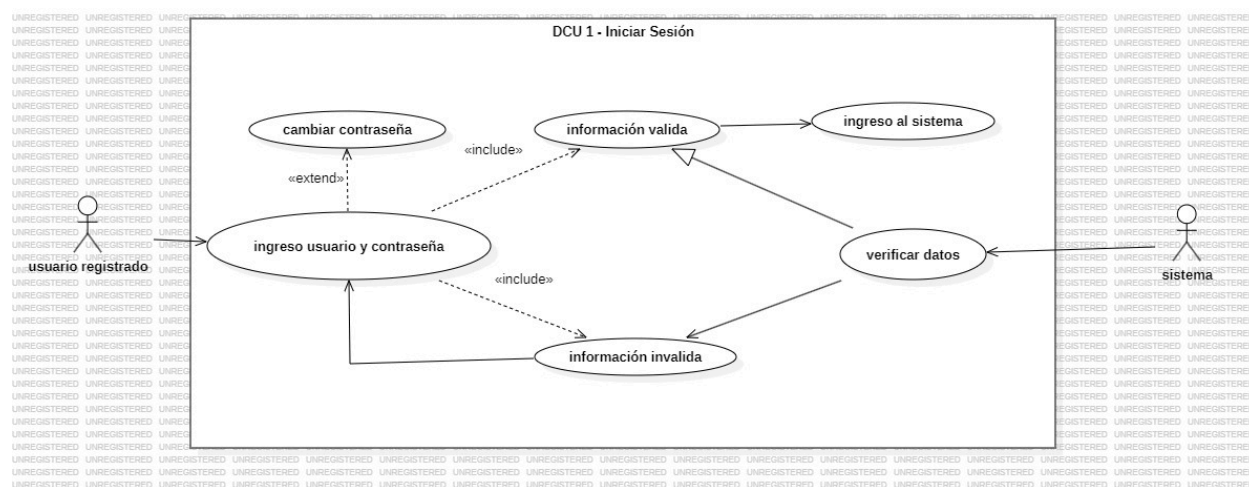 DCU 1 - Iniciar Sesión
cambiar contraseña
información valida
ingreso al sistema
«include»
«extend»
ingreso usuario y contraseña
verificar datos
usuario registrado
sistema
«include»
información invalida
UNREGISTERED